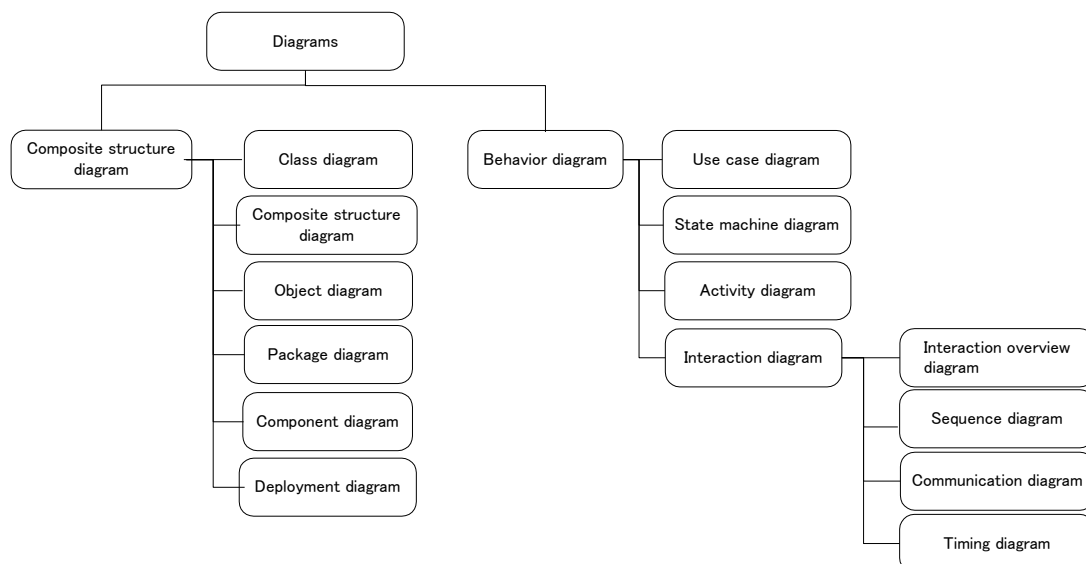 Diagrams
Composite structure
diagram
Class diagram
Composite structure
diagram
Object diagram
Package diagram
Component diagram
Deployment diagram
Behavior diagram
Use case diagram
State machine diagram
Activity diagram
Interaction diagram
Interaction overview
diagram
Sequence diagram
Communication diagram
Timing diagram